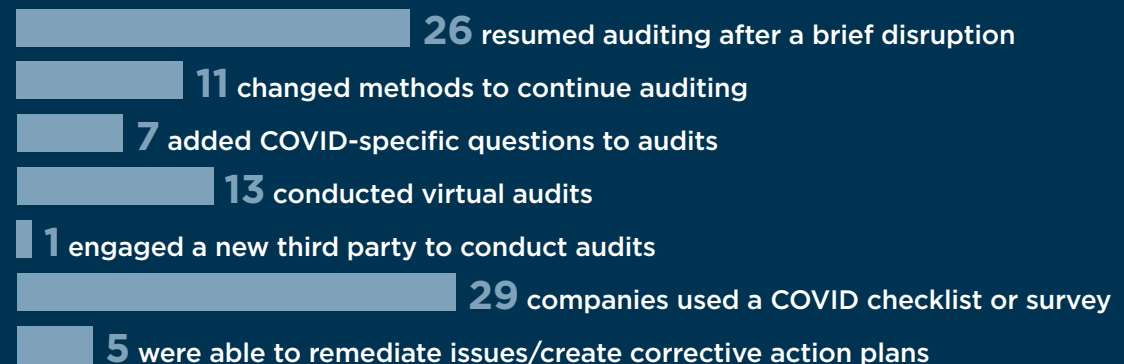 26 resumed auditing after a brief disruption
11 changed methods to continue auditing
7 added COVID-specific questions to audits
13 conducted virtual audits
1 engaged a new third party to conduct audits
29 companies used a COVID checklist or survey
5 were able to remediate issues/create corrective action plans